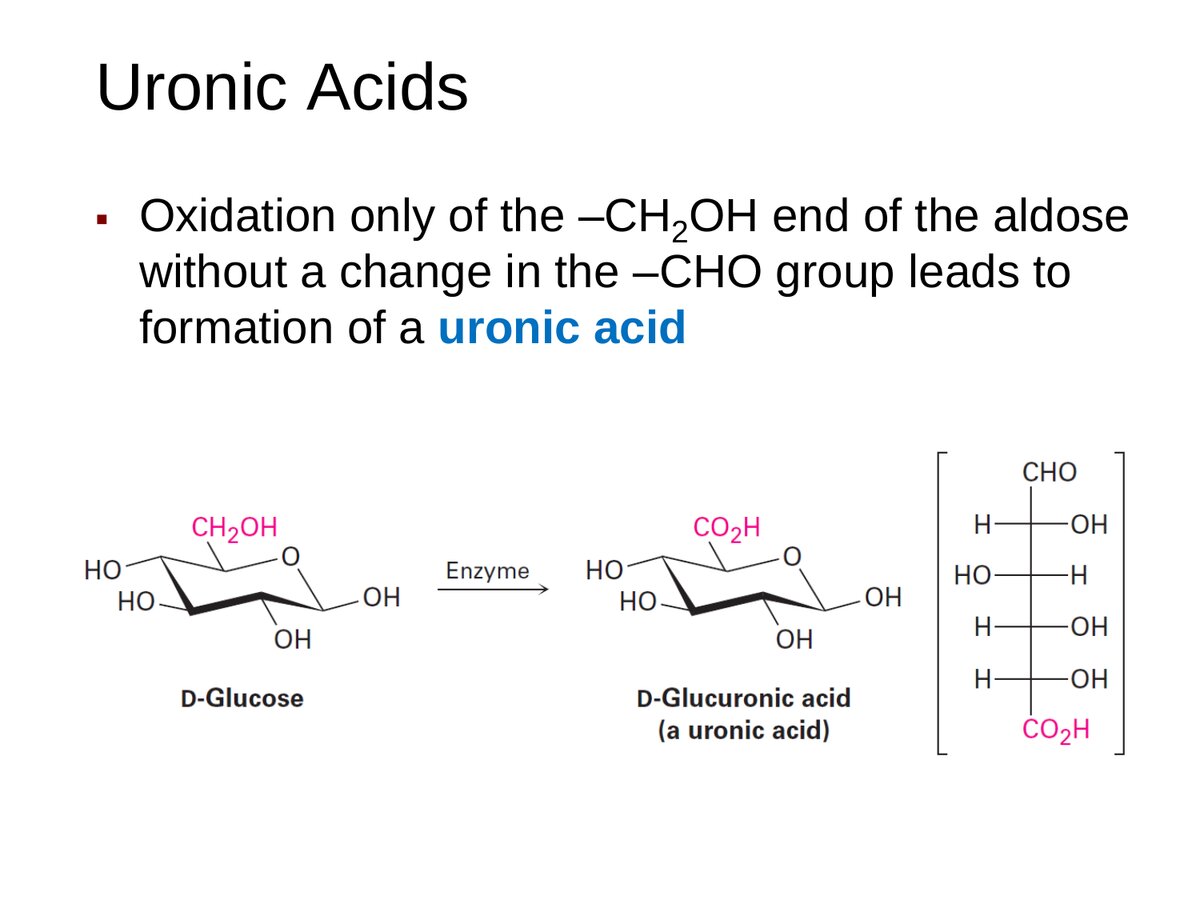 Uronic Acids
▪ Oxidation only of the –CH₂OH end of the aldose
without a change in the –CHO group leads to
formation of a uronic acid
CH₂OH
O
HO
HO
OH
OH
D-Glucose
Enzyme
CO₂H
O
HO
HO
OH
OH
D-Glucuronic acid
(a uronic acid)
CHO
H OH
HO H
H OH
H OH
CO₂H